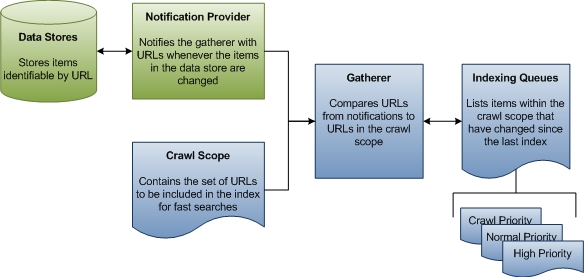 Data Stores
Stores items
identifiable by URL
Notification Provider
Notifies the gatherer with
URLs whenever the items
in the data store are
changed
Crawl Scope
Contains the set of URLs
to be included in the index
for fast searches
Gatherer
Compares URLs
from notifications to
URLs in the crawl
scope
Indexing Queues
Lists items within the
crawl scope that
have changed since
the last index
Crawl Priority
Normal Priority
High Priority